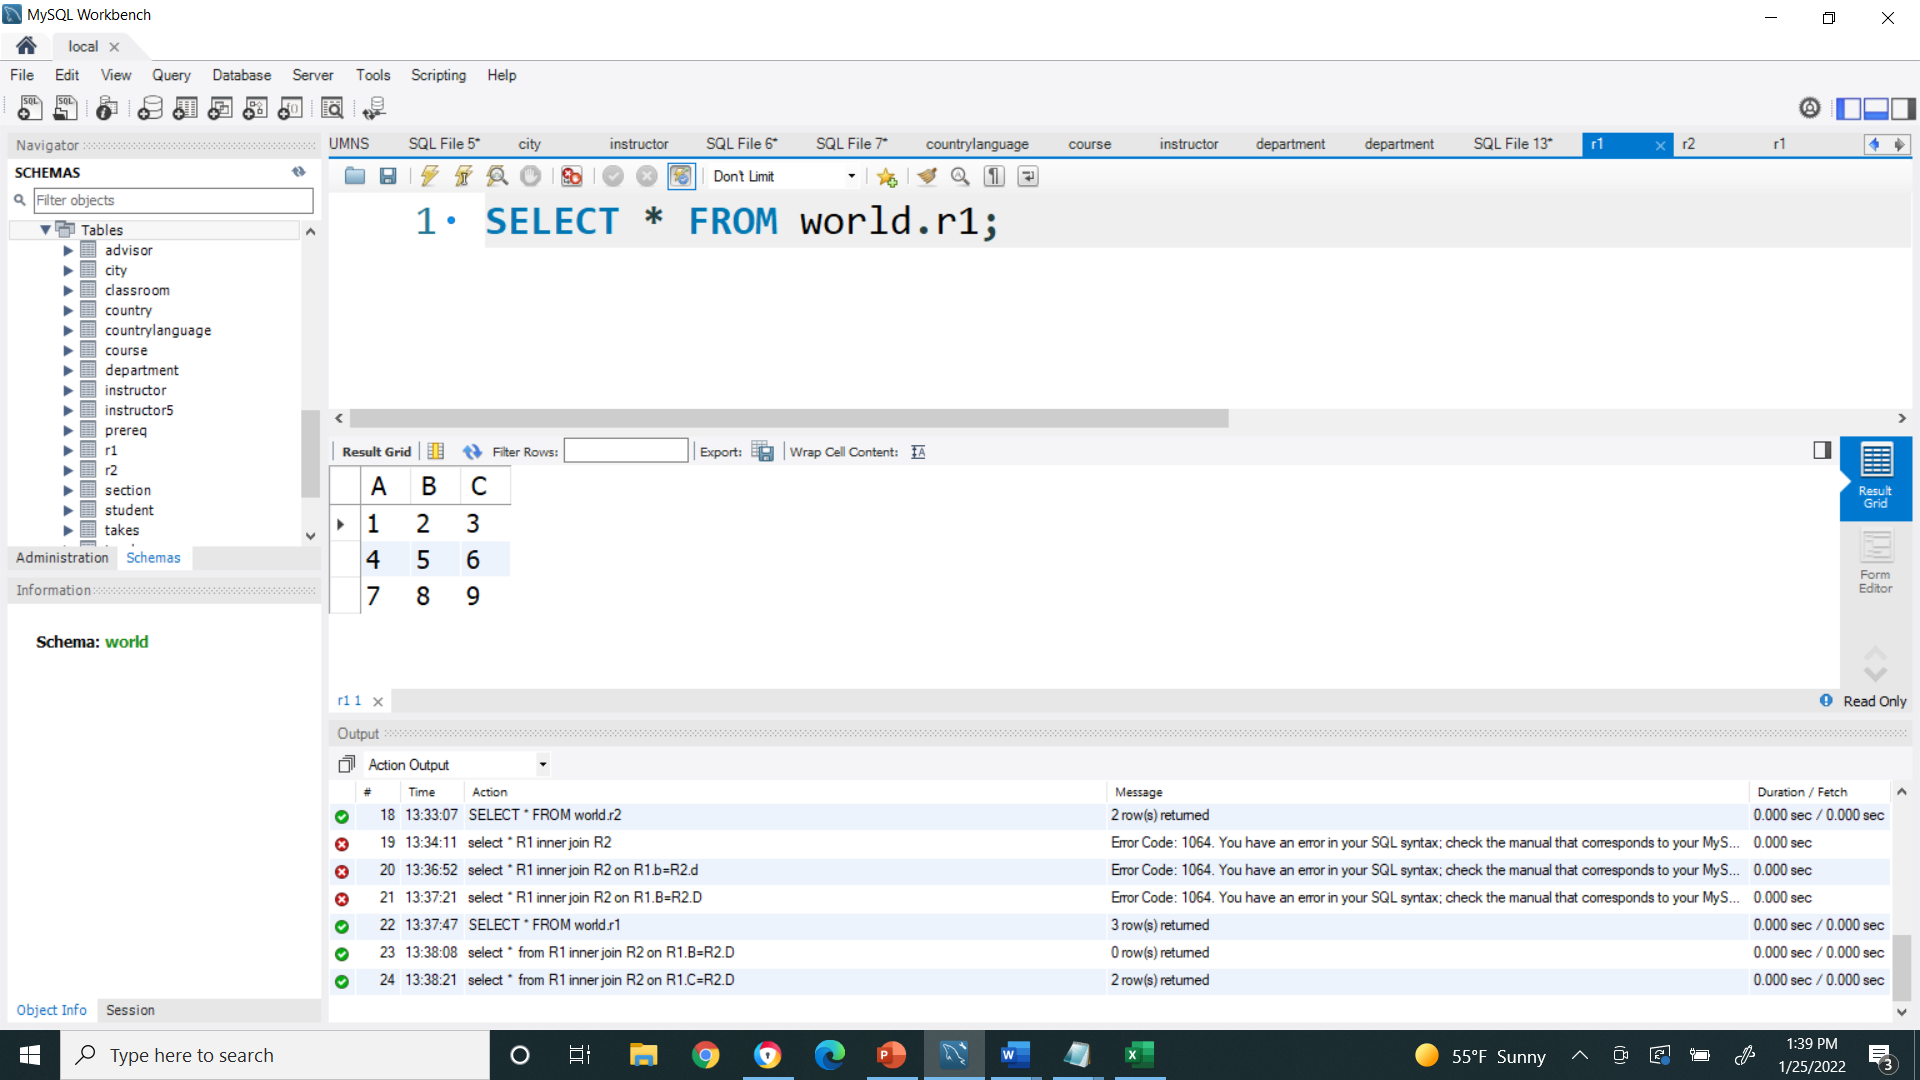 MySQL Workbench
local
File Edit View Query Database Server Tools Scripting Help
Navigator
UMNS SQL File 5* city instructor SQL File 6* SQL File 7* countrylanguage course instructor department department SQL File 13* r1 r2 r1
SCHEMAS
Filter objects
Don't Limit
1 SELECT * FROM world.r1;
Tables
advisor
city
classroom
country
countrylanguage
course
department
instructor
instructor5
prereq
r1
r2
section
student
takes
Administration Schemas
Information
Schema: world
Object Info Session
Result Grid Filter Rows: Export: Wrap Cell Content:
A B C
1 2 3
4 5 6
7 8 9
Result
Grid
Form
Editor
r1 1
Read Only
Output
Action Output
# Time Action Message Duration / Fetch
18 13:33:07 SELECT * FROM world.r2 2 row(s) returned 0.000 sec / 0.000 sec
19 13:34:11 select * R1 inner join R2 Error Code: 1064. You have an error in your SQL syntax; check the manual that corresponds to your MyS... 0.000 sec
20 13:36:52 select * R1 inner join R2 on R1.b=R2.d Error Code: 1064. You have an error in your SQL syntax; check the manual that corresponds to your MyS... 0.000 sec
21 13:37:21 select * R1 inner join R2 on R1.B=R2.D Error Code: 1064. You have an error in your SQL syntax; check the manual that corresponds to your MyS... 0.000 sec
22 13:37:47 SELECT * FROM world.r1 3 row(s) returned 0.000 sec / 0.000 sec
23 13:38:08 select * from R1 inner join R2 on R1.B=R2.D 0 row(s) returned 0.000 sec / 0.000 sec
24 13:38:21 select * from R1 inner join R2 on R1.C=R2.D 2 row(s) returned 0.000 sec / 0.000 sec
Type here to search
55°F Sunny
1:39 PM
1/25/2022
3